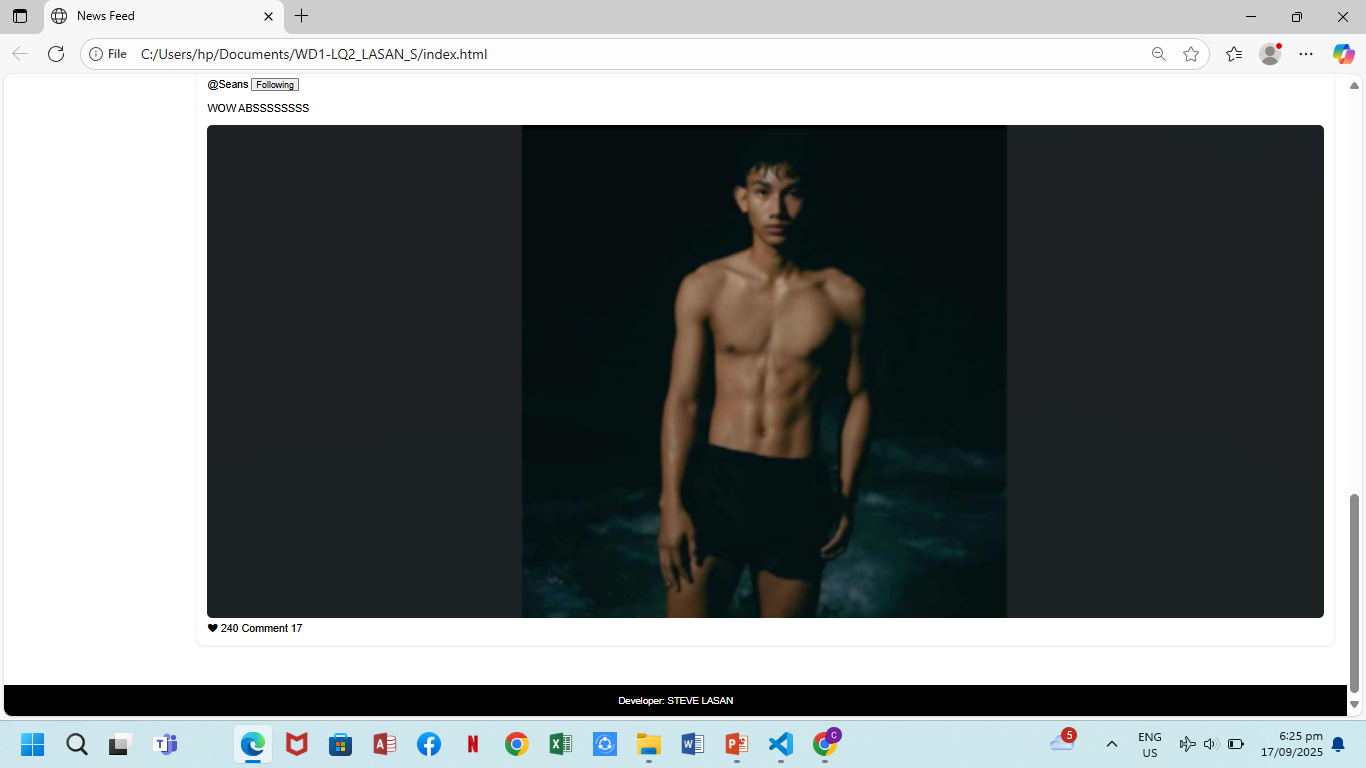 News Feed
File C:/Users/hp/Documents/WD1-LQ2_LASAN_S/index.html
@Seans Following
WOW ABSSSSSSSS
240 Comment 17
Developer: STEVE LASAN
5
ENG
US
6:25 pm
17/09/2025